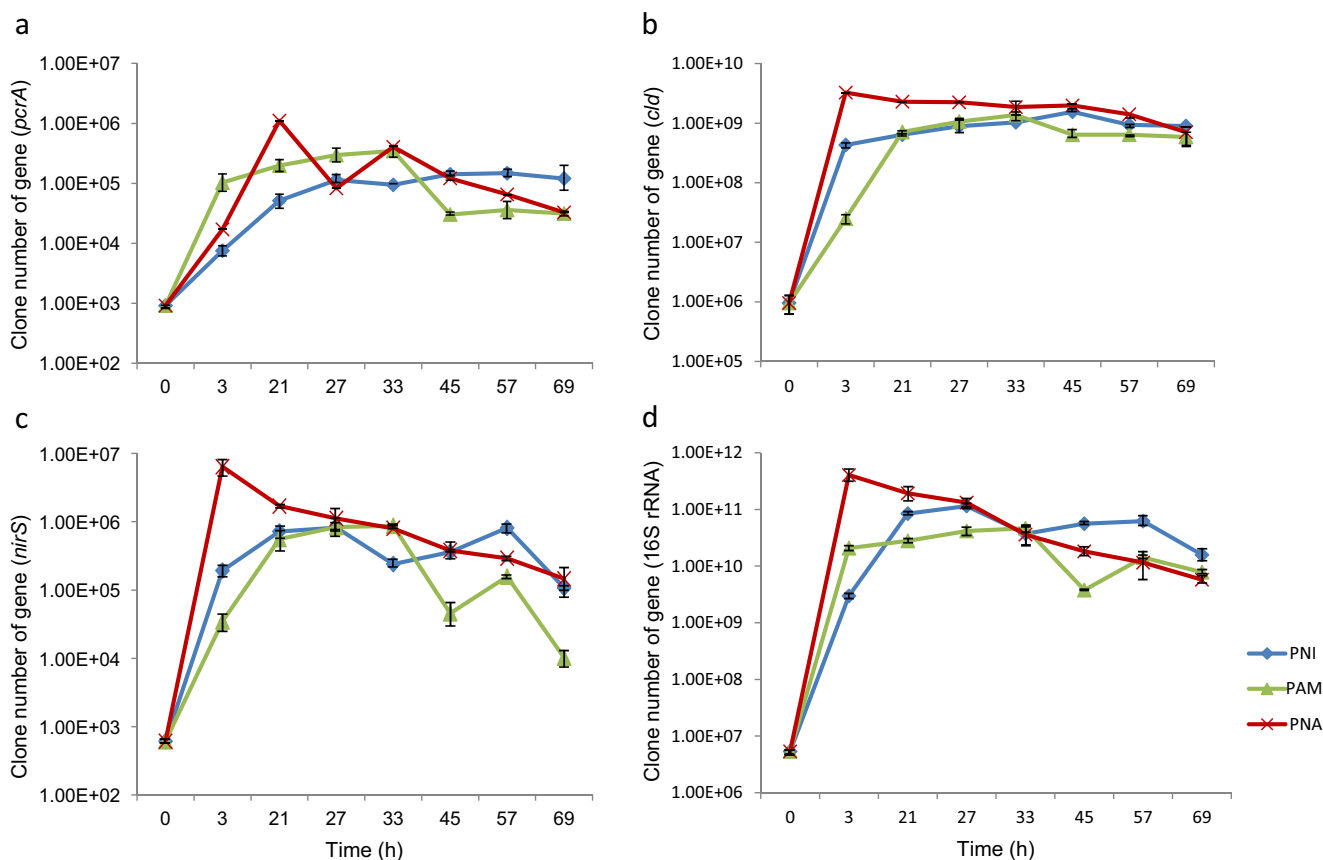 a
Clone number of gene (pcrA)
1.00E+07
1.00E+06
1.00E+05
1.00E+04
1.00E+03
1.00E+02
0 3 21 27 33 45 57 69
b
Clone number of gene (cld)
1.00E+10
1.00E+09
1.00E+08
1.00E+07
1.00E+06
1.00E+05
0 3 21 27 33 45 57 69
c
Clone number of gene (nirS)
1.00E+07
1.00E+06
1.00E+05
1.00E+04
1.00E+03
1.00E+02
0 3 21 27 33 45 57 69
Time (h)
d
Clone number of gene (16S rRNA)
1.00E+12
1.00E+11
1.00E+10
1.00E+09
1.00E+08
1.00E+07
1.00E+06
0 3 21 27 33 45 57 69
Time (h)
PNI
PAM
PNA